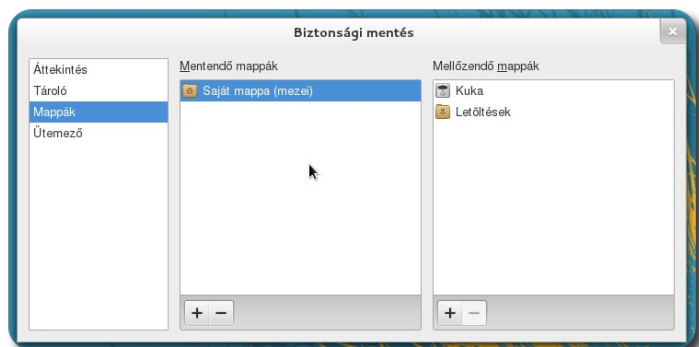 Biztonsági mentés
Áttekintés
Tároló
Mappák
Ütemező
Mentendő mappák
Saját mappa (mezei)
Mellőzendő mappák
Kuka
Letöltések